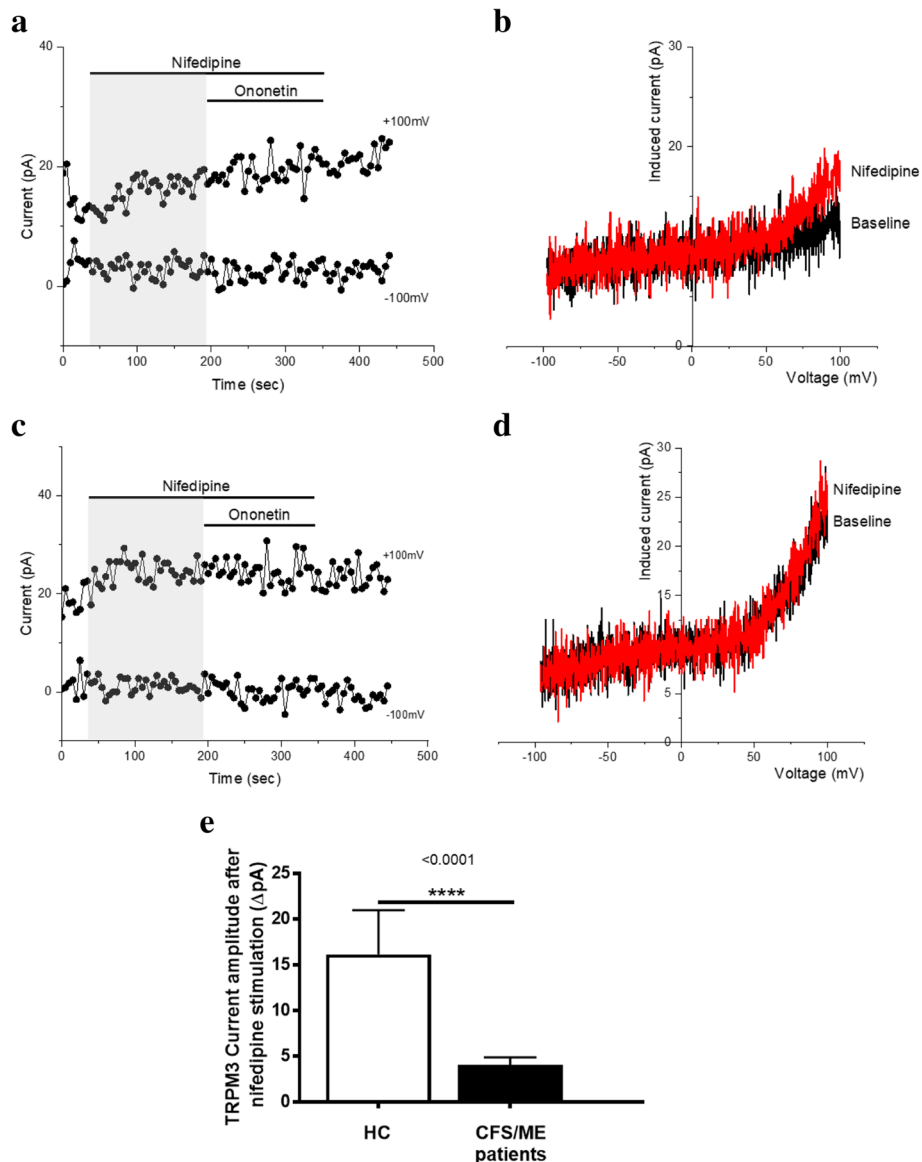 a
40
20
0
Current (pA)
Nifedipine
Ononetin
+100mV
-100mV
0
100
200
300
400
500
Time (sec)
b
30
20
10
0
Induced current (pA)
Nifedipine
Baseline
-100
-50
0
50
100
Voltage (mV)
c
40
20
0
Current (pA)
Nifedipine
Ononetin
+100mV
-100mV
0
100
200
300
400
500
Time (sec)
d
30
25
20
15
10
5
0
Induced current (pA)
Nifedipine
Baseline
-100
-50
0
50
100
Voltage (mV)
e
TRPM3 Current amplitude after
nifedipine stimulation (ΔpA)
25
20
15
10
5
0
<0.0001
****
HC
CFS/ME
patients